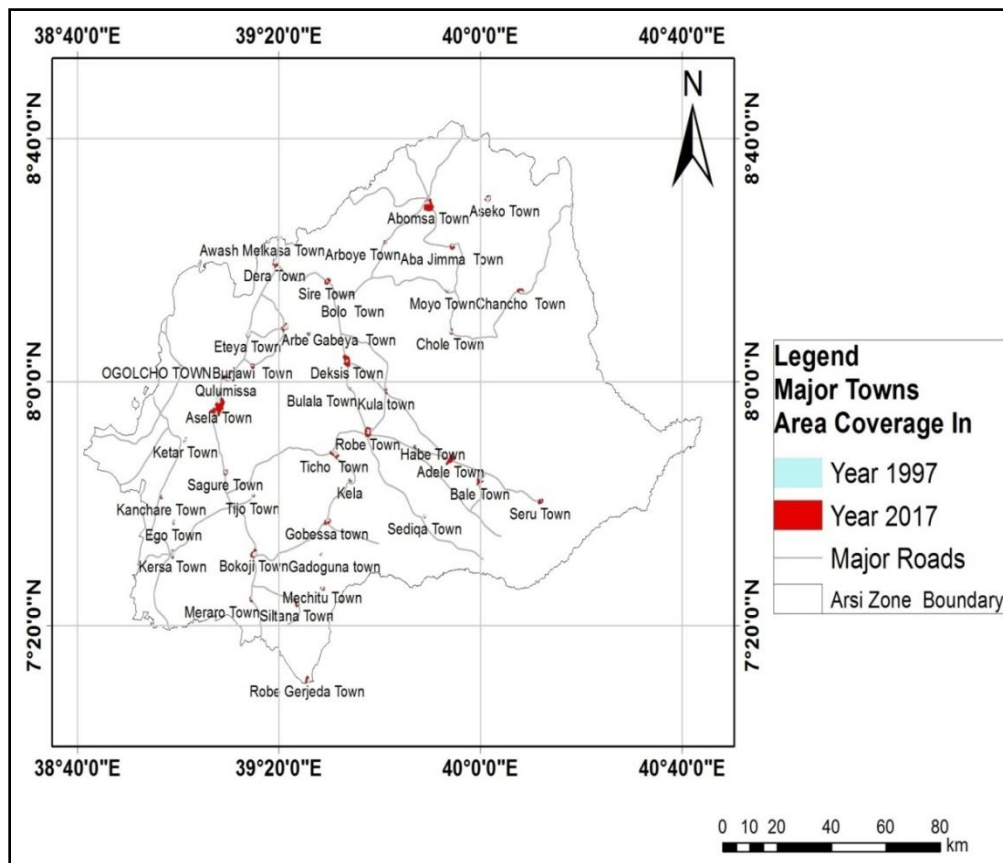 38°40'0"E 39°20'0"E 40°0'0"E 40°40'0"E
N
8°40'0"N 8°40'0"N
Abomsa Town
Aseko Town
Awash Melkasa Town
Arboye Town
Aba Jimma Town
Dera Town
Sire Town
Moyo Town
Chancho Town
Bolo Town
Eteya Town
Arbe Gabeya Town
Chole Town
8°0'0"N 8°0'0"N
OGOLCHO TOWN
Burjawi Town
Deksis Town
Qulumissa
Bulala Town
Kula town
Asela Town
Robe Town
Ketar Town
Habe Town
Ticho Town
Adele Town
Sagure Town
Kela
Bale Town
Kanchare Town
Tijo Town
Seru Town
Ego Town
Gobessa town
Sediqa Town
Kersa Town
Bokoji Town
Gadoguna town
Mechitu Town
Meraro Town
Siltana Town
7°20'0"N 7°20'0"N
Robe Gerjeda Town
38°40'0"E 39°20'0"E 40°0'0"E 40°40'0"E
Legend
Major Towns
Area Coverage In
Year 1997
Year 2017
Major Roads
Arsi Zone Boundary
0 10 20 40 60 80
km